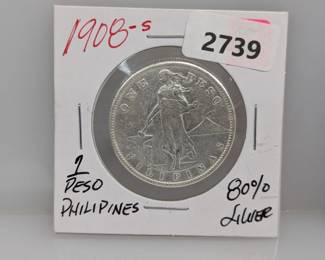 1908-S
2739
ONE PESO
FILIPINAS
1
PESO
PHILIPINES
80%
SILVER